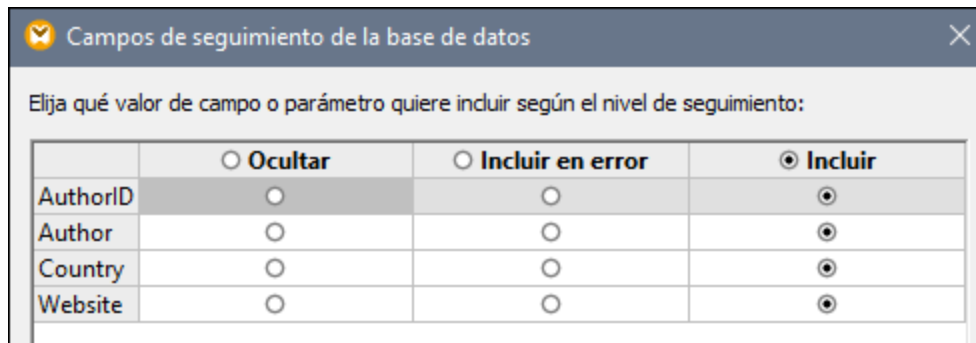 Campos de seguimiento de la base de datos
Elija qué valor de campo o parámetro quiere incluir según el nivel de seguimiento:
Ocultar Incluir en error Incluir
AuthorID
Author
Country
Website